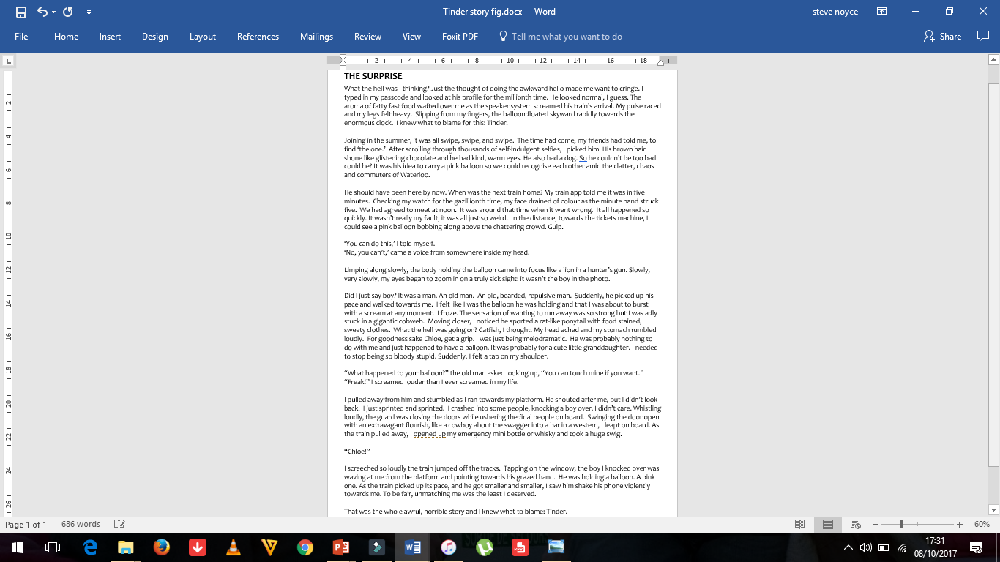 Tinder story fig.docx - Word
steve noyce
File Home Insert Design Layout References Mailings Review View Foxit PDF Tell me what you want to do Share
L
2 4 6 8 10 12 14 16 18
THE SURPRISE
What the hell was I thinking? Just the thought of doing the awkward hello made me want to cringe. I
typed in my passcode and looked at his profile for the millionth time. He looked normal, I guess. The
aroma of fatty fast food wafted over me as the speaker system screamed his train's arrival. My pulse raced
and my legs felt heavy.  Slipping from my fingers, the balloon floated skyward rapidly towards the
enormous clock.  I knew what to blame for this: Tinder.
Joining in the summer, it was all swipe, swipe, and swipe.  The time had come, my friends had told me, to
find ‘the one.’  After scrolling through thousands of self-indulgent selfies, I picked him. His brown hair
shone like glistening chocolate and he had kind, warm eyes. He also had a dog. So he couldn't be too bad
could he? It was his idea to carry a pink balloon so we could recognise each other amid the clatter, chaos
and commuters of Waterloo.
He should have been here by now. When was the next train home? My train app told me it was in five
minutes.  Checking my watch for the gazillionth time, my face drained of colour as the minute hand struck
five.  We had agreed to meet at noon.  It was around that time when it went wrong.  It all happened so
quickly. It wasn't really my fault, it was all just so weird.  In the distance, towards the tickets machine, I
could see a pink balloon bobbing along above the chattering crowd. Gulp.
‘You can do this,’ I told myself.
‘No, you can't,’ came a voice from somewhere inside my head.
Limping along slowly, the body holding the balloon came into focus like a lion in a hunter's gun. Slowly,
very slowly, my eyes began to zoom in on a truly sick sight: it wasn't the boy in the photo.
Did I just say boy? It was a man. An old man.  An old, bearded, repulsive man.  Suddenly, he picked up his
pace and walked towards me.  I felt like I was the balloon he was holding and that I was about to burst
with a scream at any moment.  I froze. The sensation of wanting to run away was so strong but I was a fly
stuck in a gigantic cobweb.  Moving closer, I noticed he sported a rat-like ponytail with food stained,
sweaty clothes.  What the hell was going on? Catfish, I thought. My head ached and my stomach rumbled
loudly.  For goodness sake Chloe, get a grip. I was just being melodramatic.  He was probably nothing to
do with me and just happened to have a balloon. It was probably for a cute little granddaughter. I needed
to stop being so bloody stupid. Suddenly, I felt a tap on my shoulder.
“What happened to your balloon?” the old man asked looking up, “You can touch mine if you want.”
“Freak!” I screamed louder than I ever screamed in my life.
I pulled away from him and stumbled as I ran towards my platform. He shouted after me, but I didn't look
back.  I just sprinted and sprinted.  I crashed into some people, knocking a boy over. I didn't care. Whistling
loudly, the guard was closing the doors while ushering the final people on board.  Swinging the door open
with an extravagant flourish, like a cowboy about the swagger into a bar in a western, I leapt on board. As
the train pulled away, I opened up my emergency mini bottle or whisky and took a huge swig.
“Chloe!”
I screeched so loudly the train jumped off the tracks.  Tapping on the window, the boy I knocked over was
waving at me from the platform and pointing towards his grazed hand.  He was holding a balloon. A pink
one. As the train picked up its pace, and he got smaller and smaller, I saw him shake his phone violently
towards me. To be fair, unmatching me was the least I deserved.
That was the whole awful, horrible story and I knew what to blame: Tinder.
2
4
6
8
10
12
14
16
18
20
22
24
26
Page 1 of 1 686 words 60%
17:31
08/10/2017